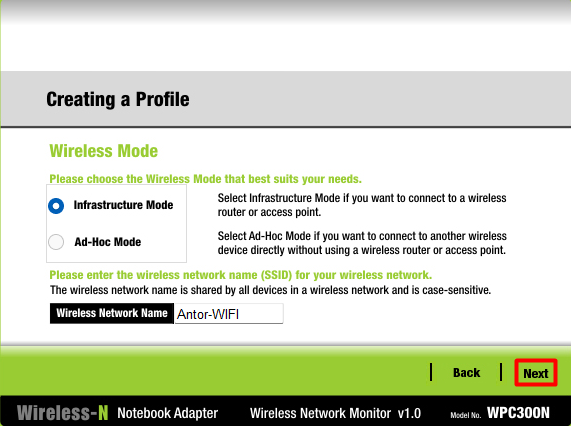 Creating a Profile
Wireless Mode
Please choose the Wireless Mode that best suits your needs.
Infrastructure Mode
Select Infrastructure Mode if you want to connect to a wireless
router or access point.
Ad-Hoc Mode
Select Ad-Hoc Mode if you want to connect to another wireless
device directly without using a wireless router or access point.
Please enter the wireless network name (SSID) for your wireless network.
The wireless network name is shared by all devices in a wireless network and is case-sensitive.
Wireless Network Name Antor-WIFI
Back Next
Wireless-N Notebook Adapter Wireless Network Monitor v1.0 Model No. WPC300N